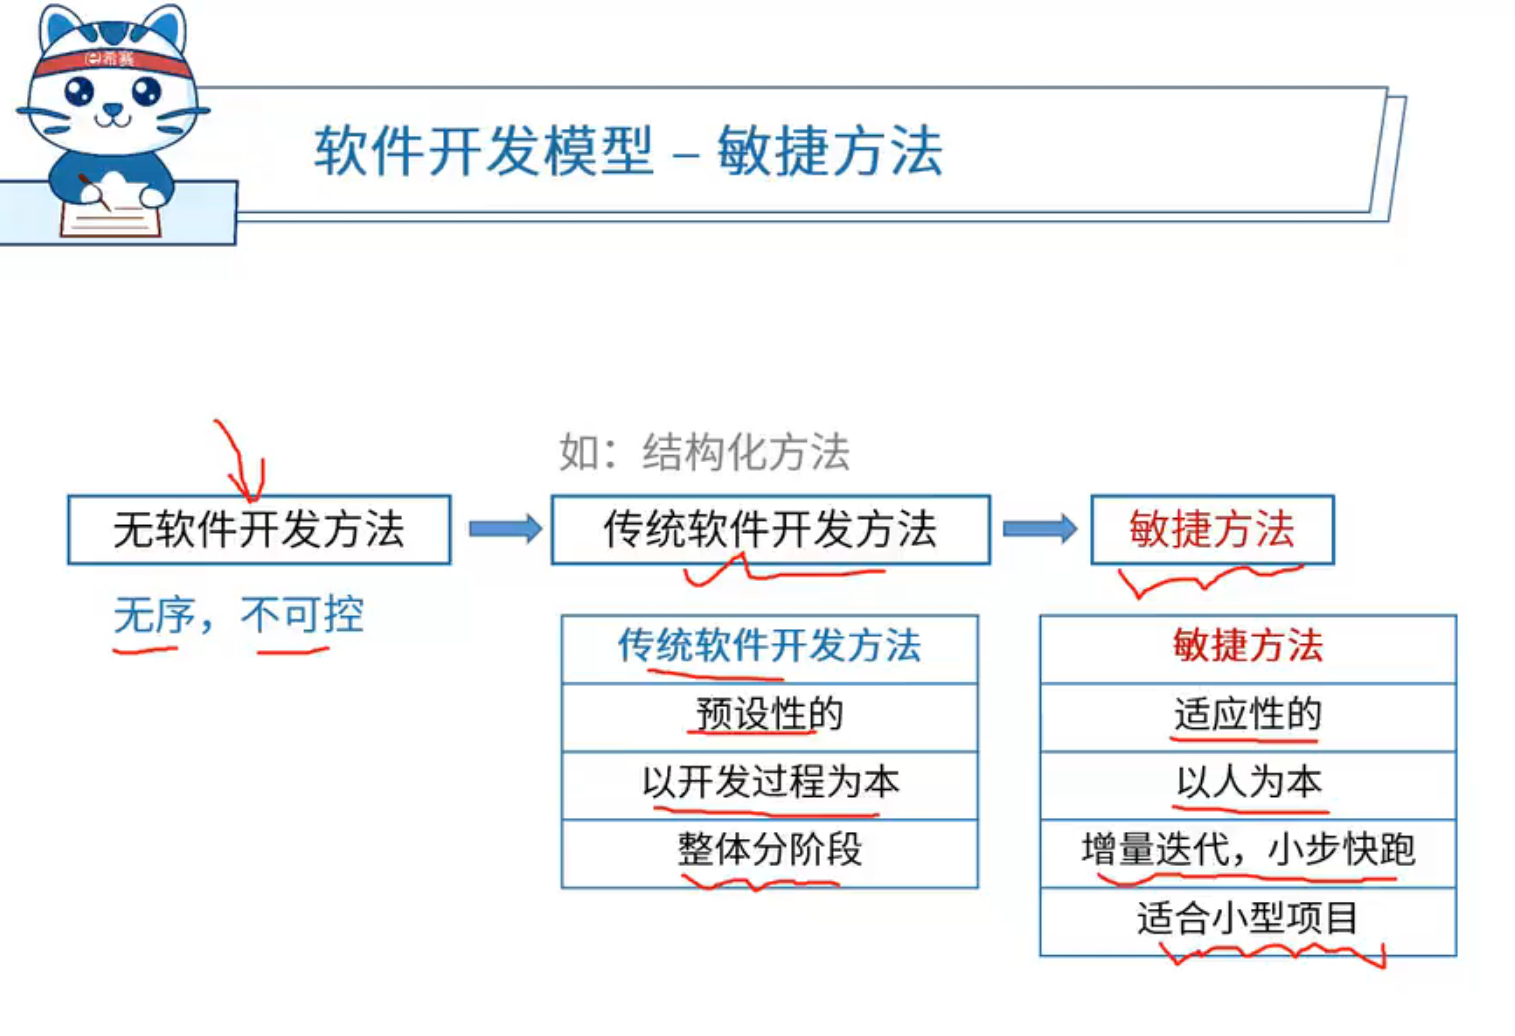 e希赛
软件开发模型 – 敏捷方法
如：结构化方法
无软件开发方法
传统软件开发方法
敏捷方法
无序，不可控
传统软件开发方法
预设性的
以开发过程为本
整体分阶段
敏捷方法
适应性的
以人为本
增量迭代，小步快跑
适合小型项目